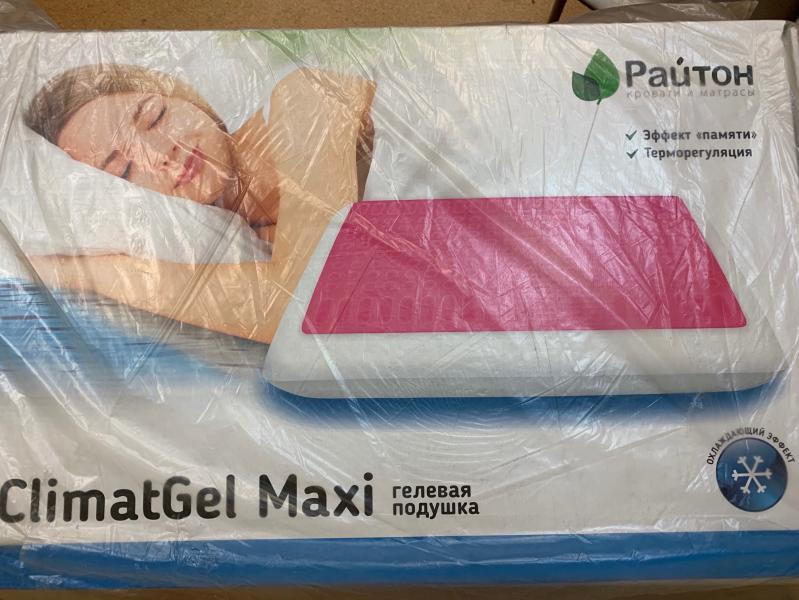 Райтон
кровати и матрасы
Эффект «памяти»
Терморегуляция
ОХЛАЖДАЮЩИЙ ЭФФЕКТ
ClimatGel Maxi
гелевая
подушка